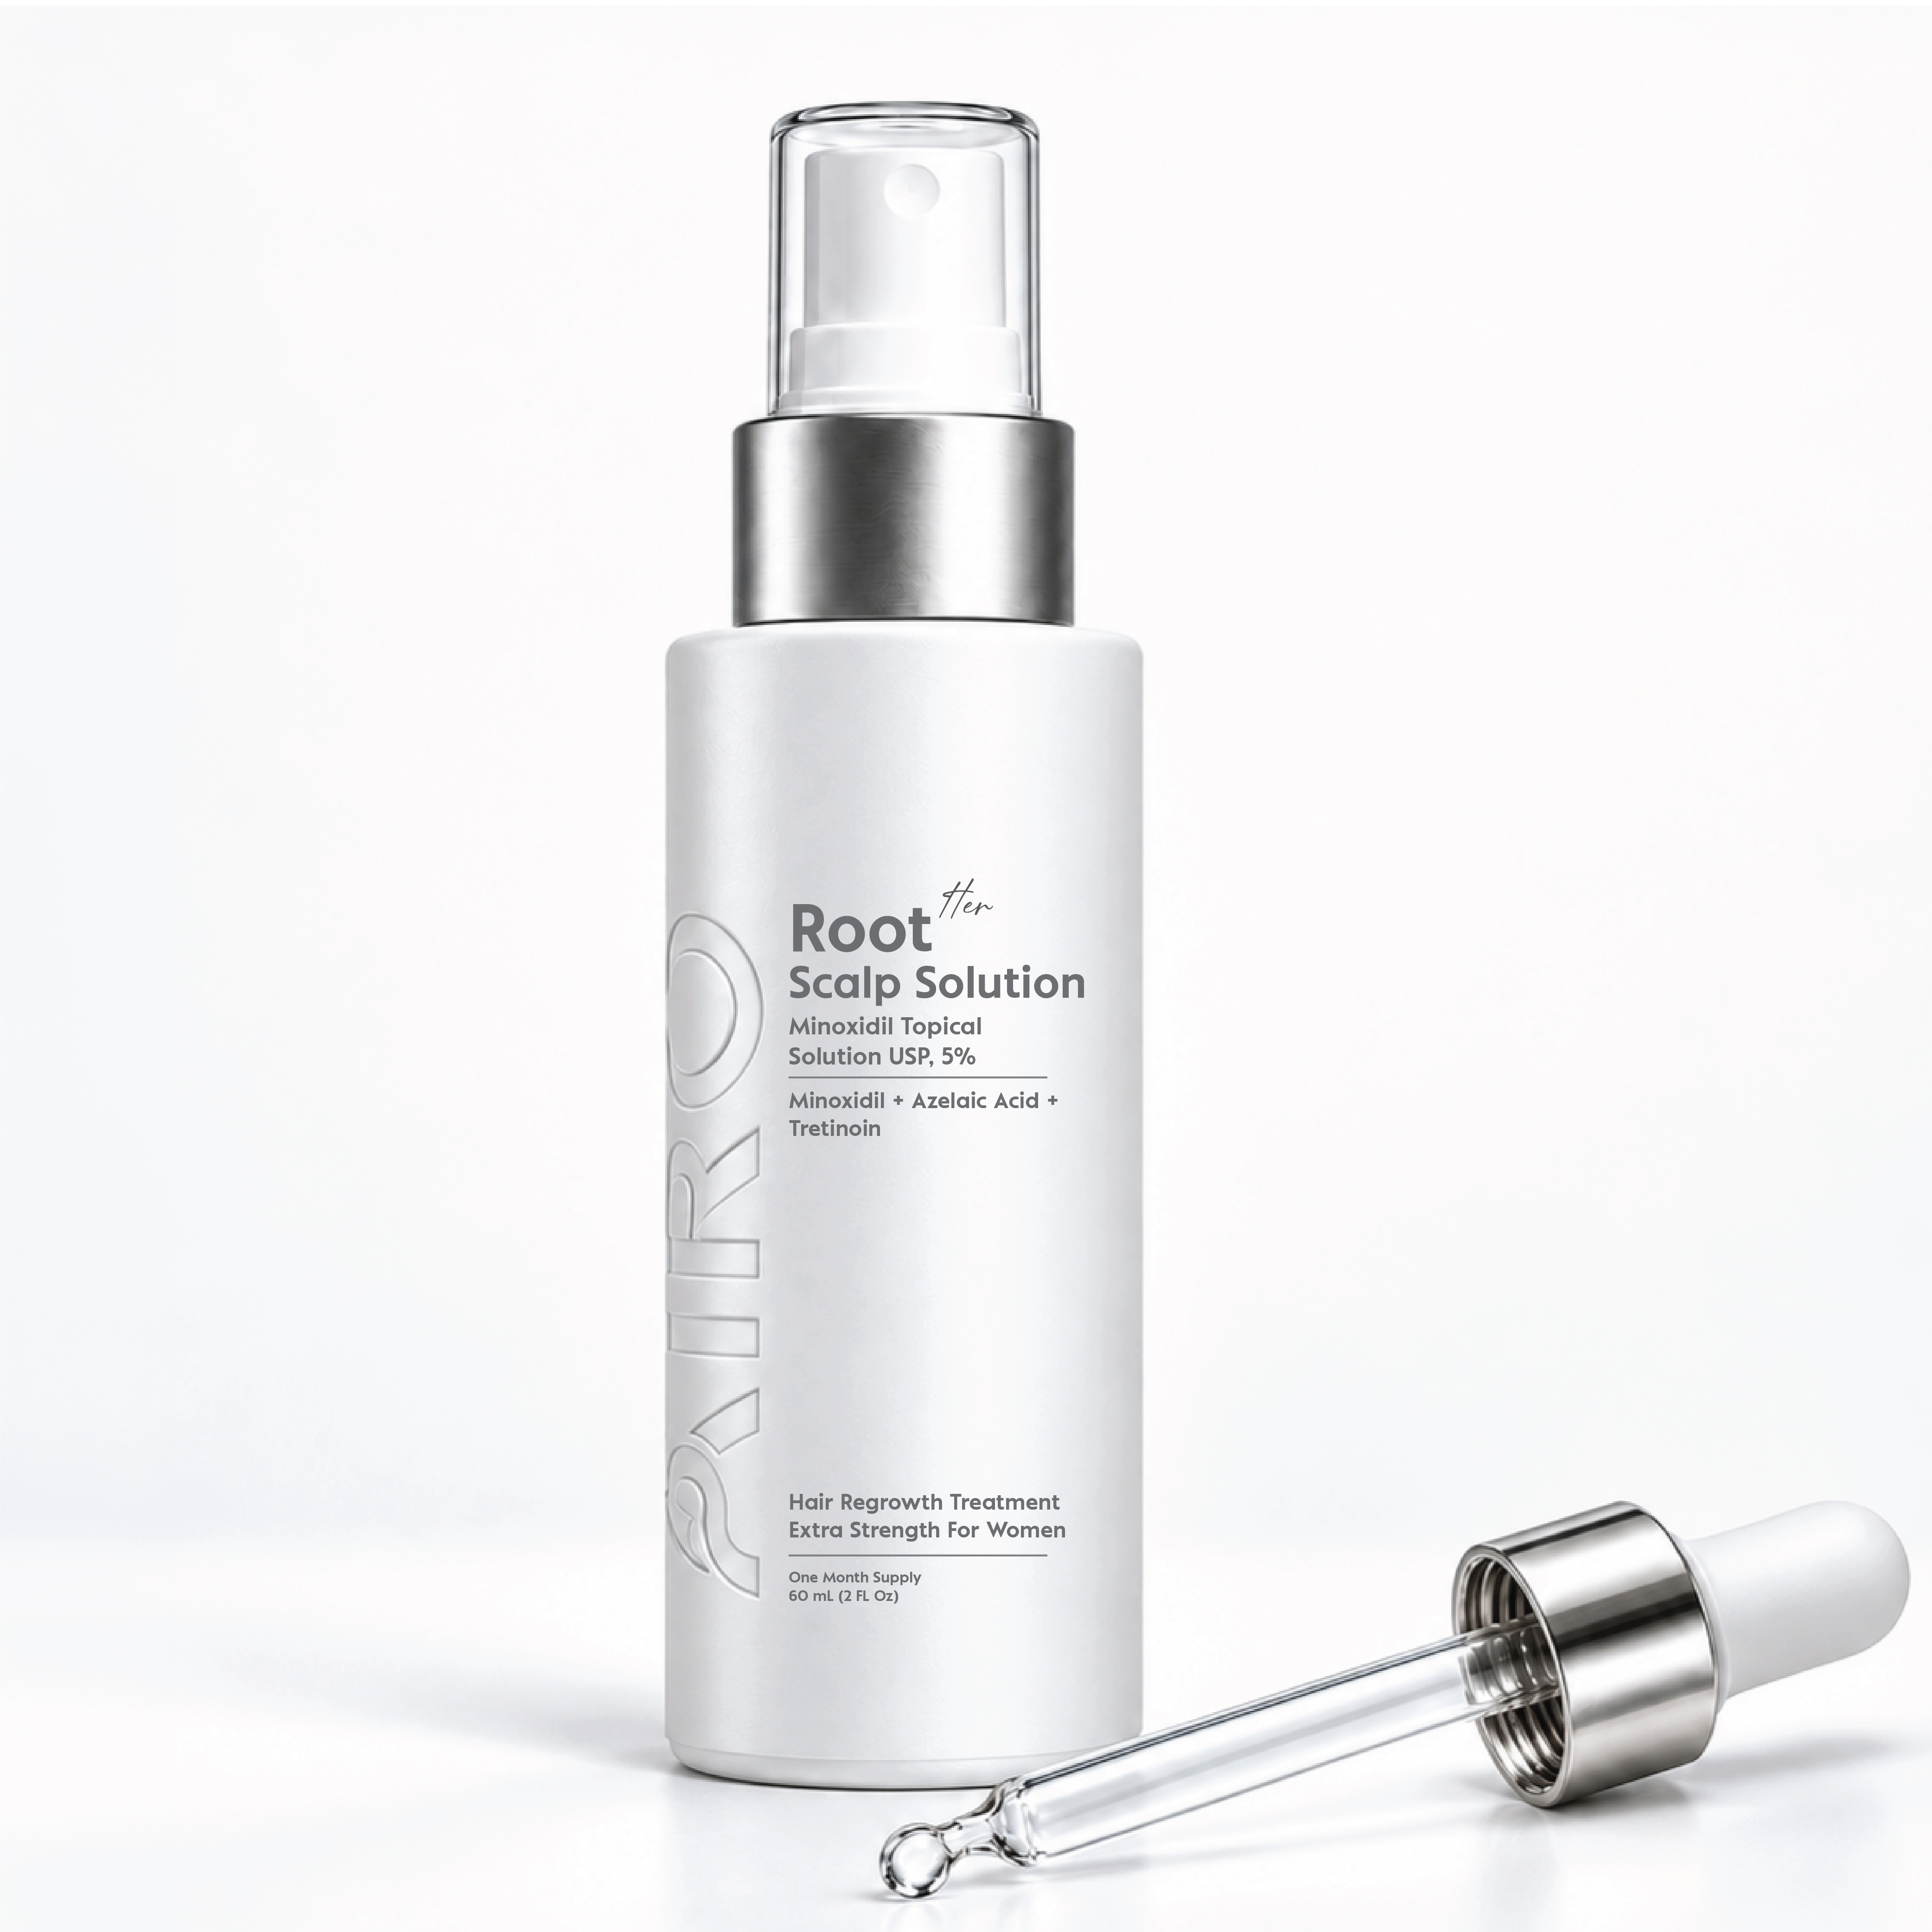 AIRO
Root Her
Scalp Solution
Minoxidil Topical
Solution USP, 5%
Minoxidil + Azelaic Acid +
Tretinoin
Hair Regrowth Treatment
Extra Strength For Women
One Month Supply
60 mL (2 FL Oz)